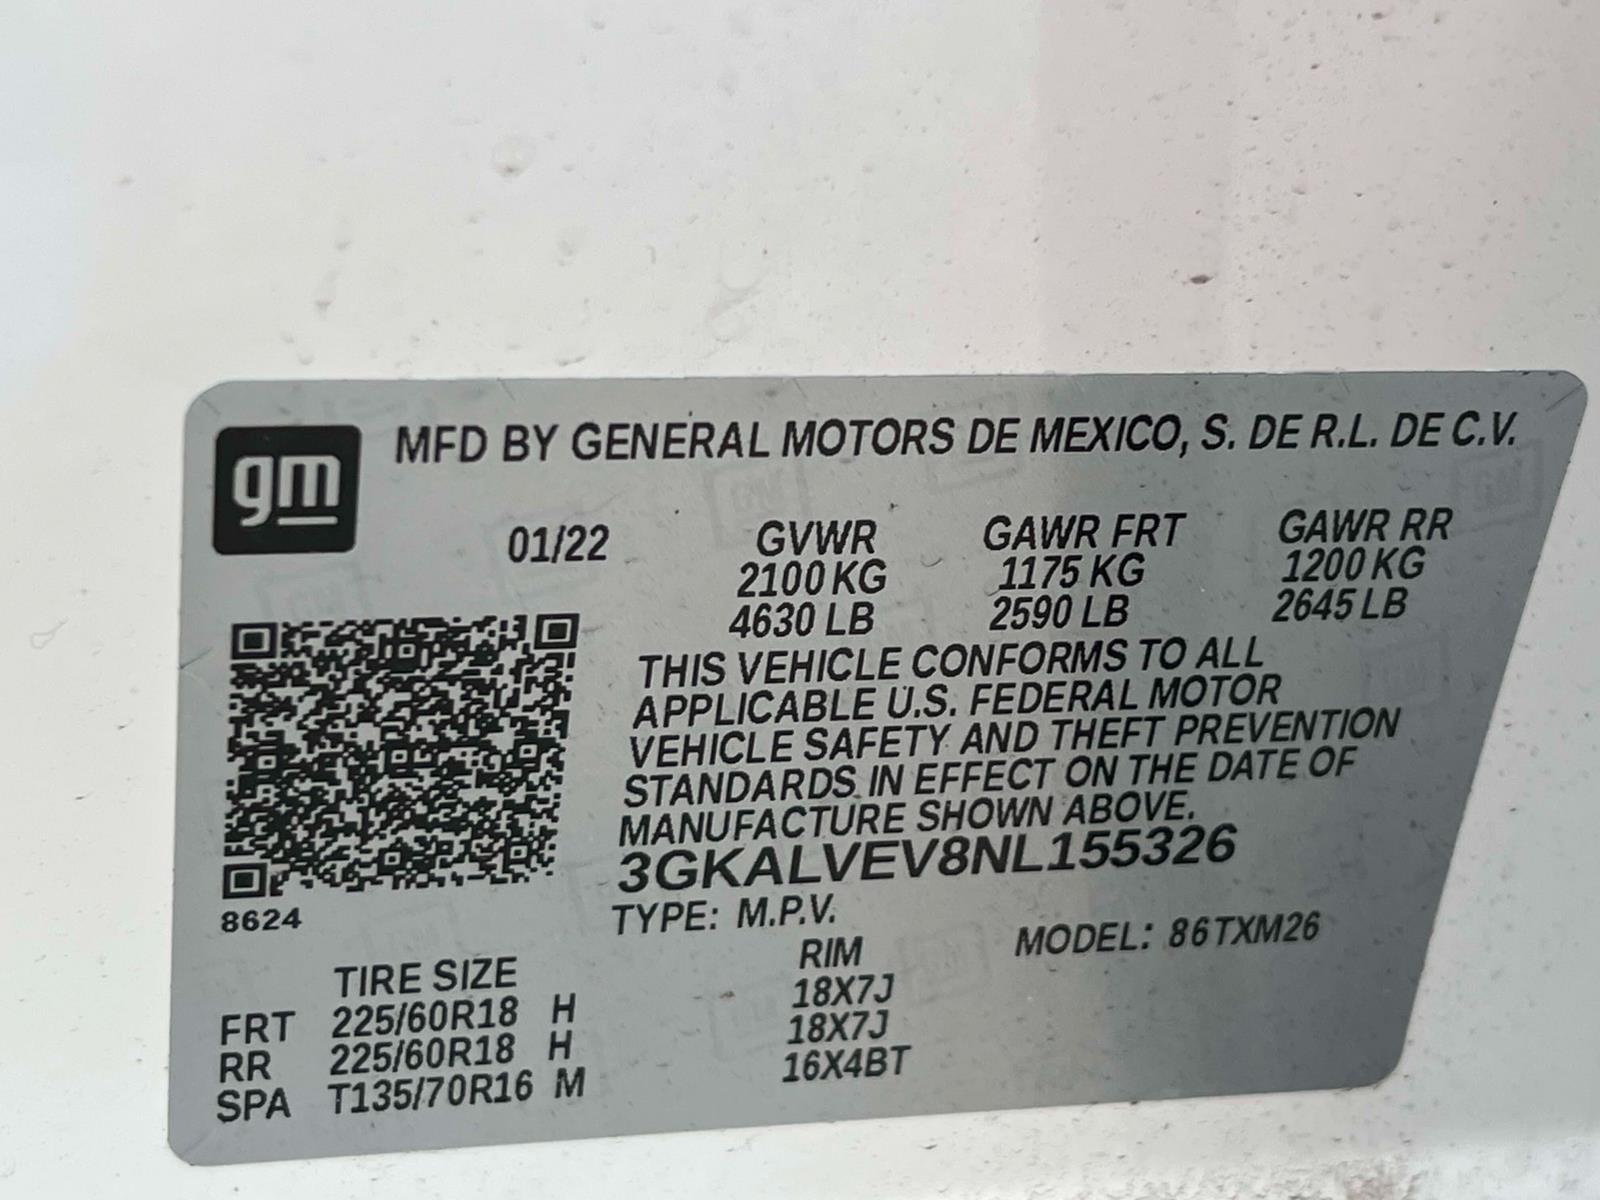 gm MFD BY GENERAL MOTORS DE MEXICO, S. DE R.L. DE C.V.
01/22 GVWR GAWR FRT GAWR RR
2100 KG 1175 KG 1200 KG
4630 LB 2590 LB 2645 LB
THIS VEHICLE CONFORMS TO ALL
APPLICABLE U.S. FEDERAL MOTOR
VEHICLE SAFETY AND THEFT PREVENTION
STANDARDS IN EFFECT ON THE DATE OF
MANUFACTURE SHOWN ABOVE.
3GKALVEV8NL155326
8624 TYPE: M.P.V. MODEL: 86TXM26
TIRE SIZE RIM
FRT 225/60R18 H 18X7J
RR 225/60R18 H 18X7J
SPA T135/70R16 M 16X4BT